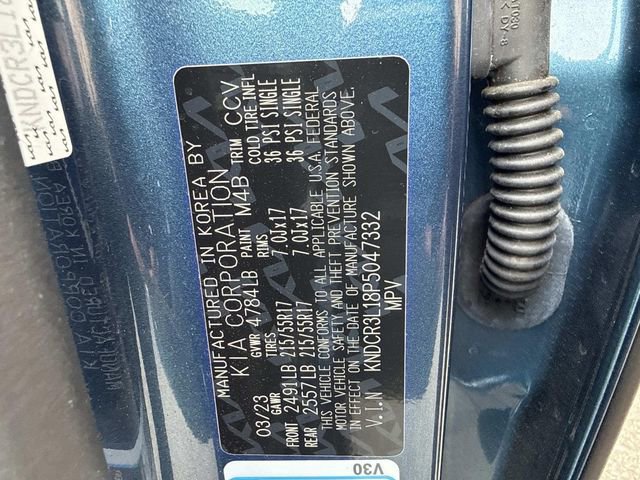 MANUFACTURED IN KOREA BY
KIA CORPORATION
03/23 GVWR 4784LB PAINT M4B TRIM CCV
GAWR TIRES RIMS COLD TIRE INFL
FRONT 2491LB 215/55R17 7.0JX17 36 PSI SINGLE
REAR 2557LB 215/55R17 7.0JX17 36 PSI SINGLE
THIS VEHICLE CONFORMS TO ALL APPLICABLE U.S.A. FEDERAL
MOTOR VEHICLE SAFETY AND THEFT PREVENTION STANDARDS
IN EFFECT ON THE DATE OF MANUFACTURE SHOWN ABOVE.
V.I.N KNDCR3L18P5047332
MPV
V30